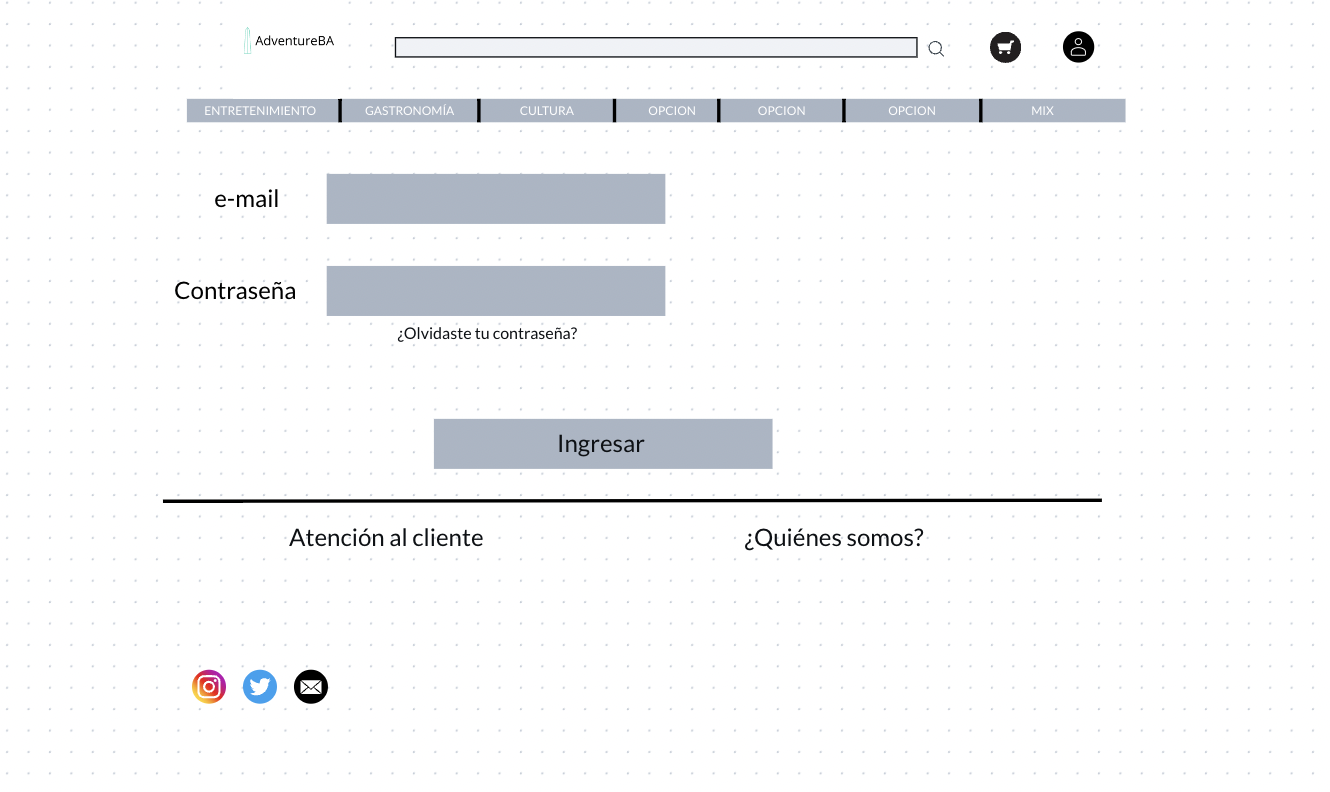 AdventureBA
ENTRETENIMIENTO GASTRONOMÍA CULTURA OPCION OPCION OPCION MIX
e-mail
Contraseña
¿Olvidaste tu contraseña?
Ingresar
Atención al cliente ¿Quiénes somos?